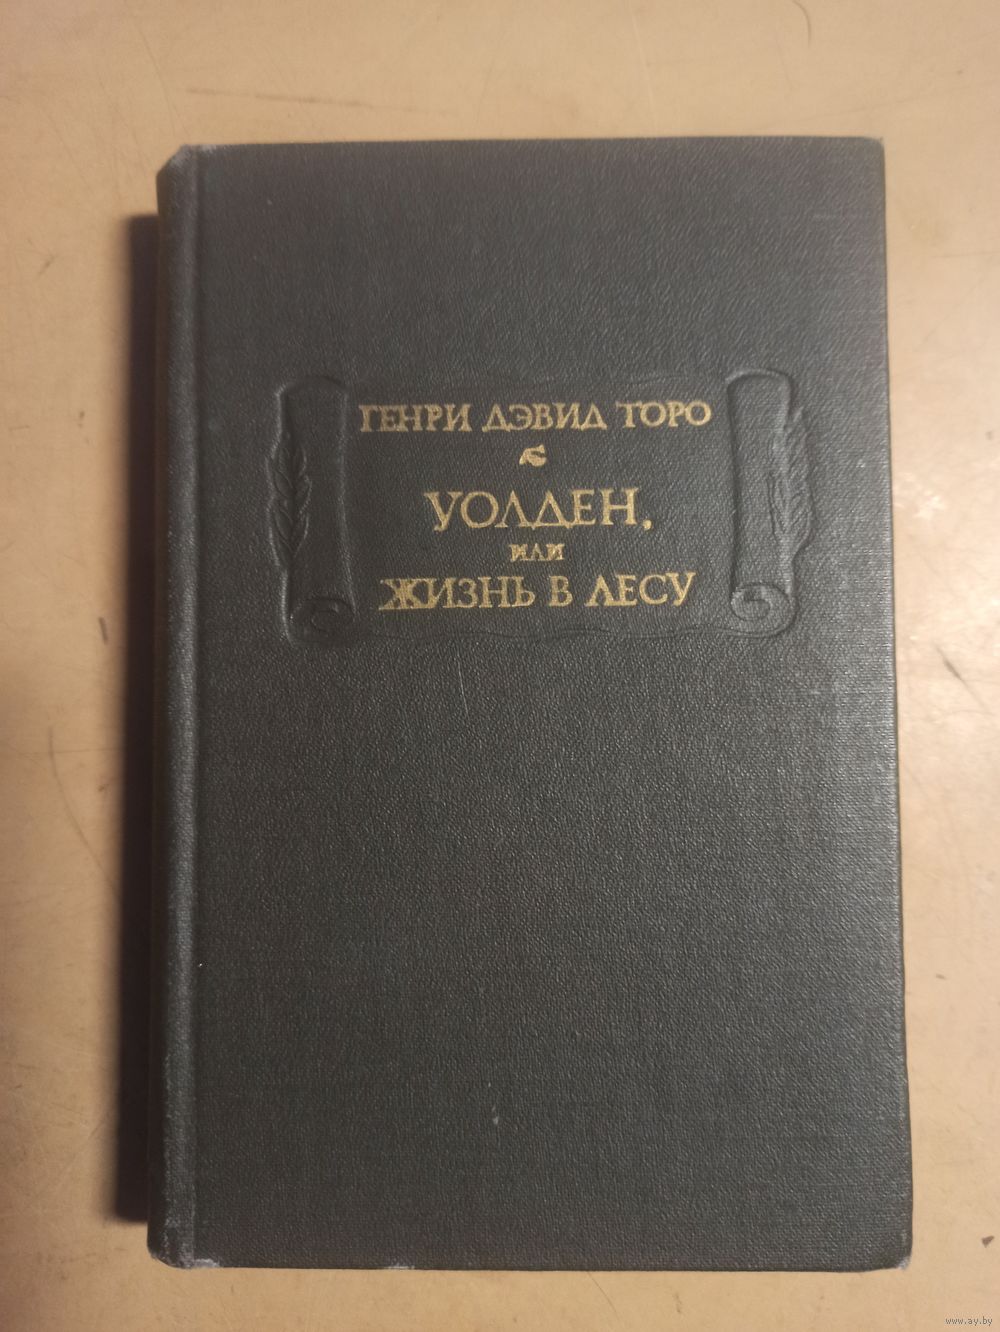 ГЕНРИ ДЭВИД ТОРО
УОЛДЕН,
ИЛИ
ЖИЗНЬ В ЛЕСУ
www.ay.by